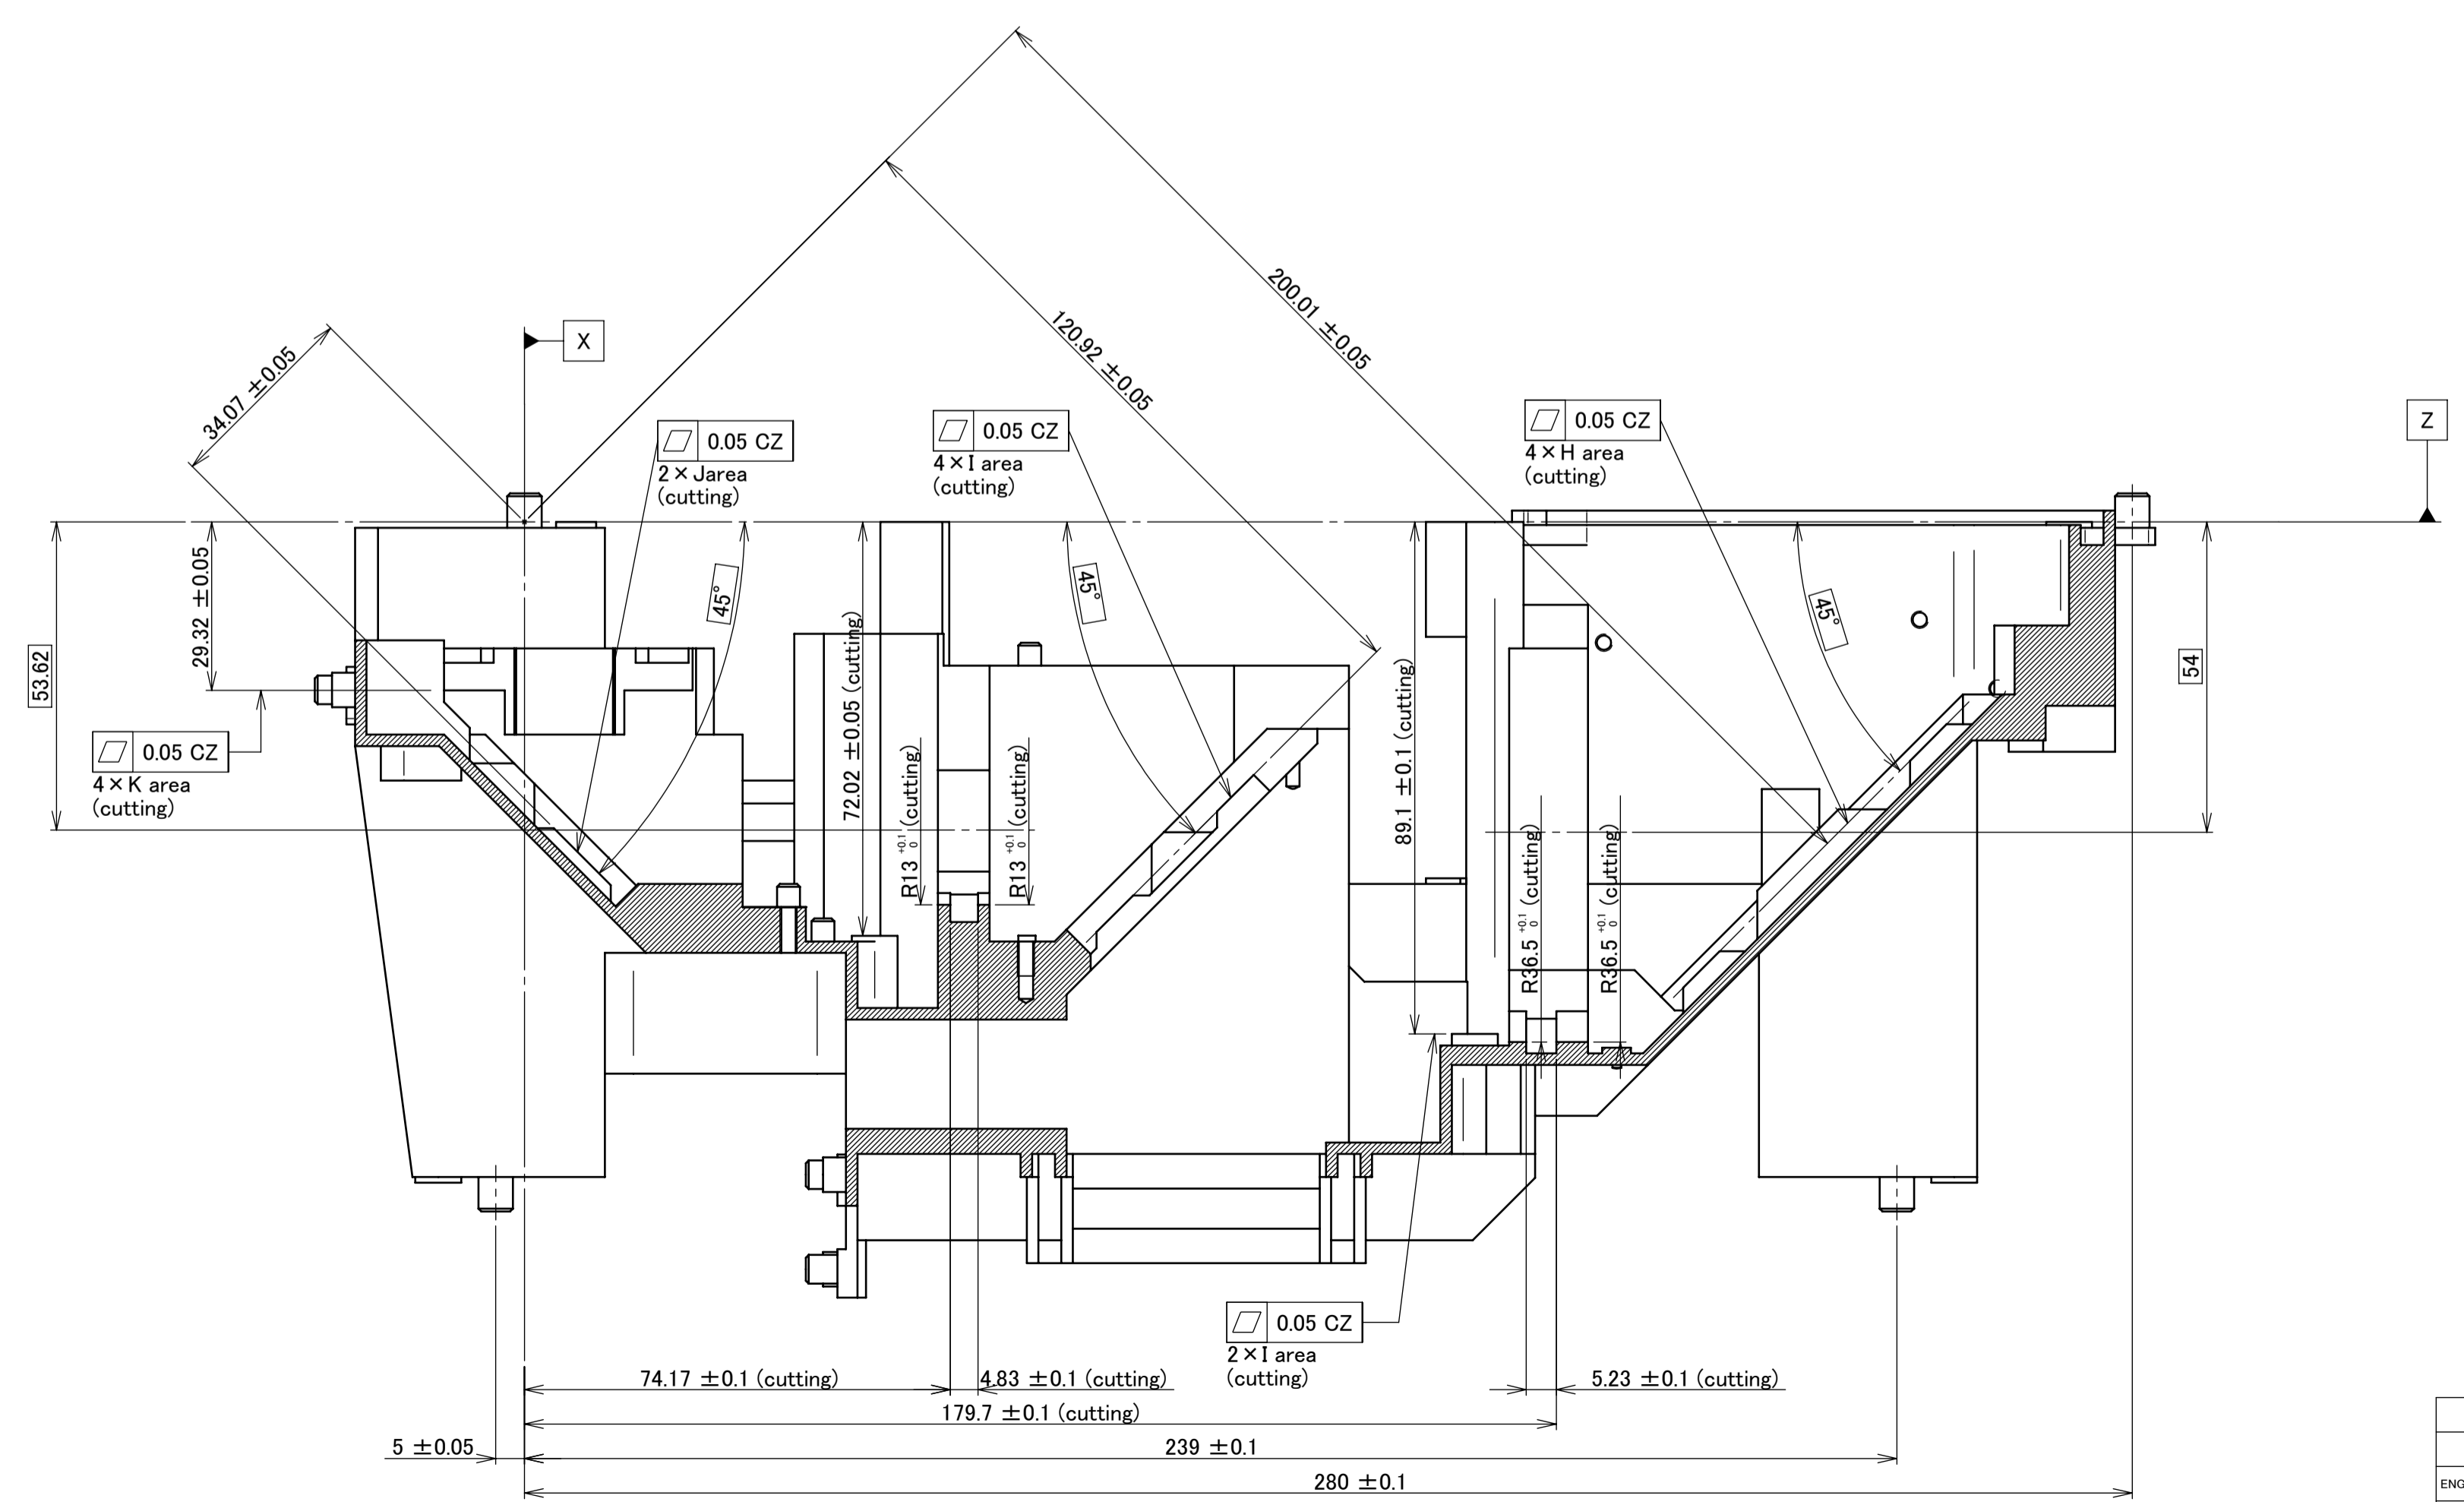 200.01 ±0.05
120.92 ±0.05
34.07 ±0.05
X
Z
0.05 CZ
2×Jarea
(cutting)
0.05 CZ
4×I area
(cutting)
0.05 CZ
4×H area
(cutting)
29.32 ±0.05
53.62
45°
45°
45°
54
72.02 ±0.05 (cutting)
89.1 ±0.1 (cutting)
0.05 CZ
4×K area
(cutting)
R13 +0.1 0 (cutting)
R13 +0.1 0 (cutting)
R36.5 +0.1 0 (cutting)
R36.5 +0.1 0 (cutting)
0.05 CZ
2×I area
(cutting)
74.17 ±0.1 (cutting)
4.83 ±0.1 (cutting)
5.23 ±0.1 (cutting)
179.7 ±0.1 (cutting)
5 ±0.05
239 ±0.1
280 ±0.1
ENG